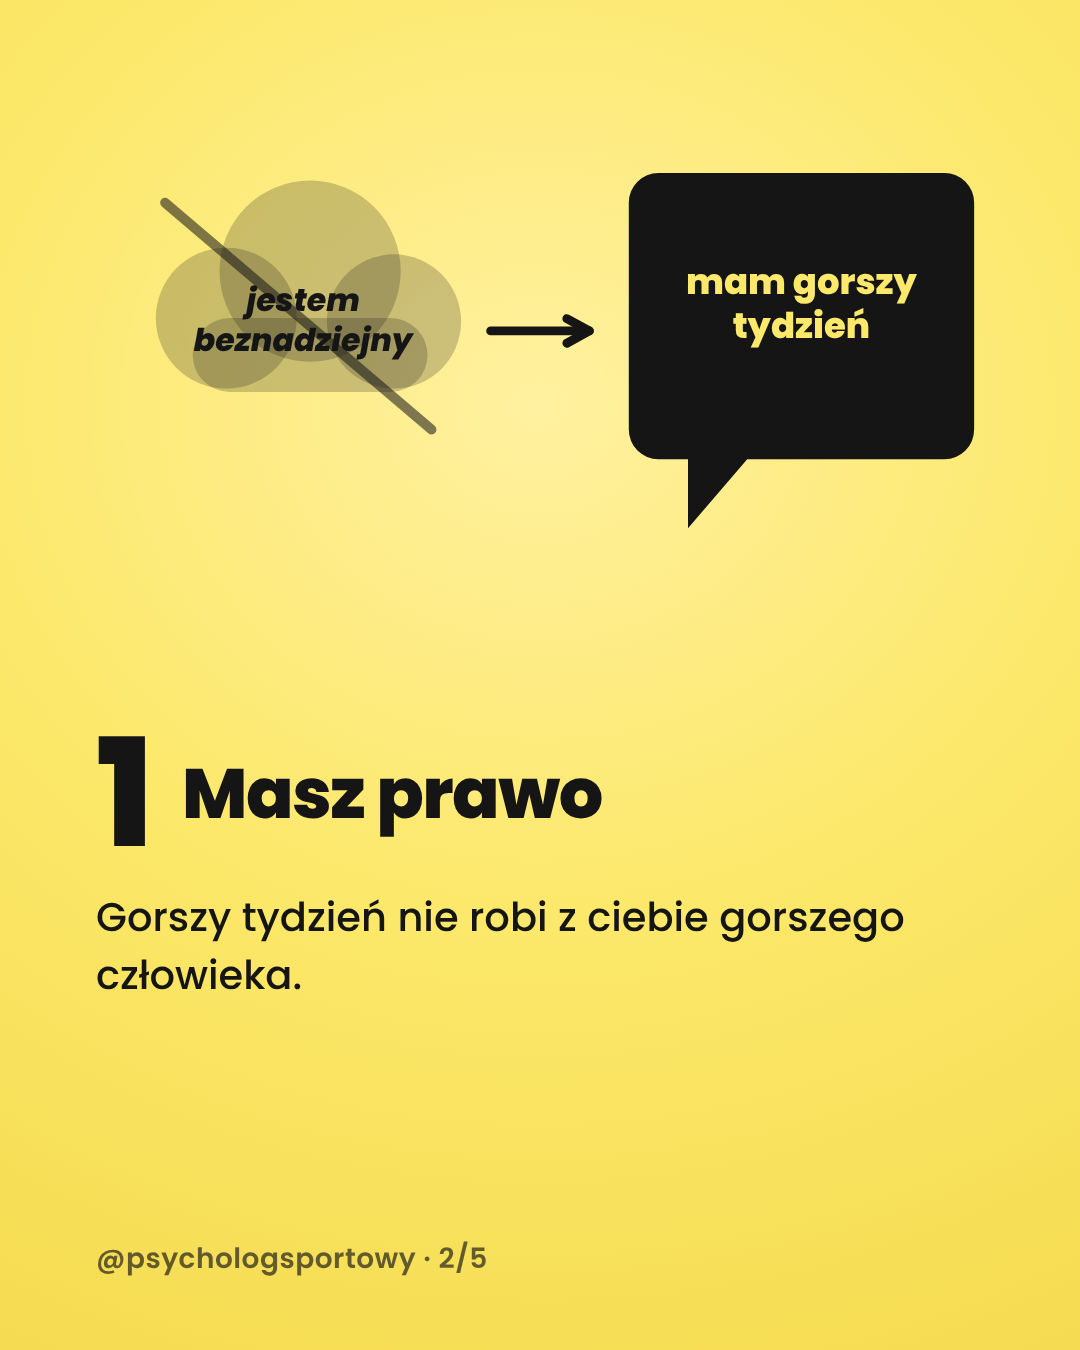 jestem
beznadziejny
mam gorszy
tydzień
1 Masz prawo
Gorszy tydzień nie robi z ciebie gorszego
człowieka.
@psychologsportowy · 2/5